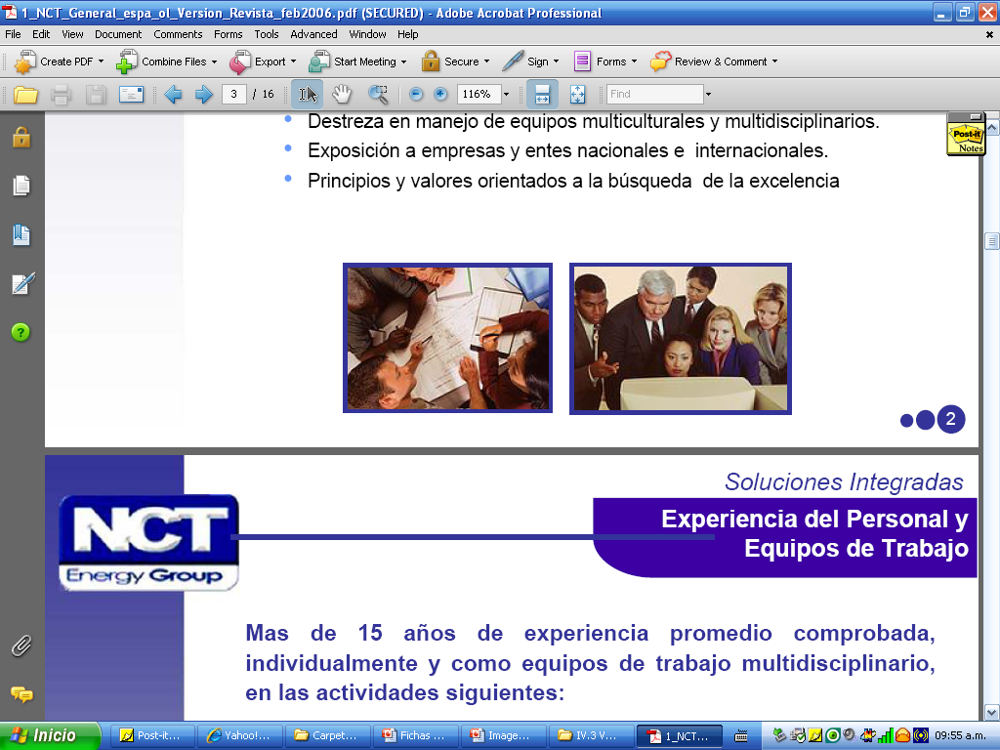 1_NCT_General_espa_ol_Version_Revista_feb2006.pdf (SECURED) - Adobe Acrobat Professional
File Edit View Document Comments Forms Tools Advanced Window Help
Create PDF Combine Files Export Start Meeting Secure Sign Forms Review & Comment
3 / 16 116% Find
Post-it
Notes
• Destreza en manejo de equipos multiculturales y multidisciplinarios.
• Exposición a empresas y entes nacionales e internacionales.
• Principios y valores orientados a la búsqueda de la excelencia
2
Soluciones Integradas
Experiencia del Personal y
Equipos de Trabajo
NCT
Energy Group
Mas de 15 años de experiencia promedio comprobada,
individualmente y como equipos de trabajo multidisciplinario,
en las actividades siguientes:
Inicio Post-it... Yahoo!... Carpet... Fichas ... Image... IV.3 V... 1_NCT... 09:55 a.m.